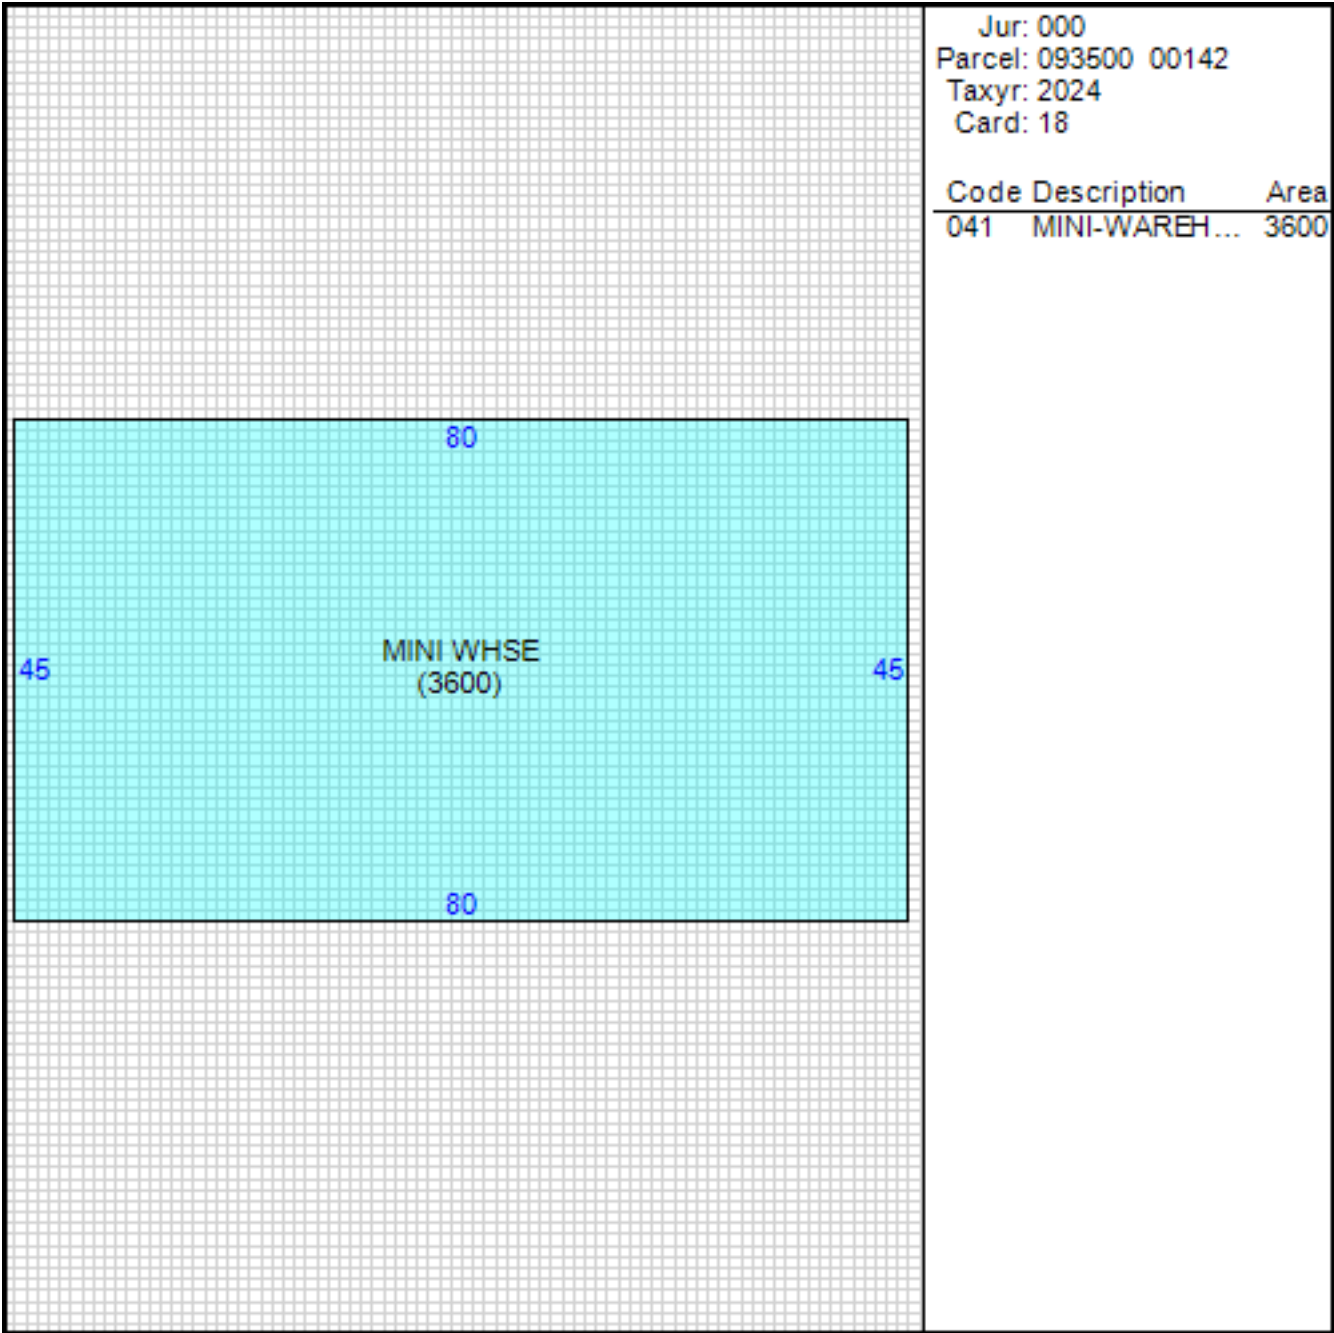 Jur: 000
Parcel: 093500 00142
Taxyr: 2024
Card: 18
Code Description Area
041 MINI-WAREH... 3600
80
MINI WHSE
(3600)
45 45
80